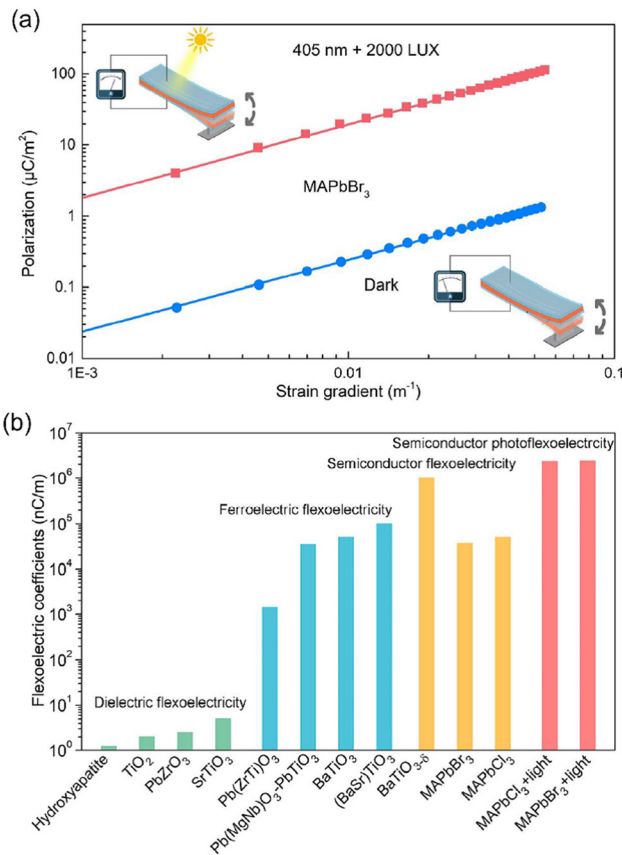 (a)
405 nm + 2000 LUX
100
10
1
0.1
0.01
Polarization (μC/m²)
MAPbBr₃
Dark
1E-3
0.01
0.1
Strain gradient (m⁻¹)
(b)
10⁷
10⁶
10⁵
10⁴
10³
10²
10¹
10⁰
Flexoelectric coefficients (nC/m)
Semiconductor photoflexoelectrcity
Semiconductor flexoelectricity
Ferroelectric flexoelectricity
Dielectric flexoelectricity
Hydroxyapatite
TiO₂
PbZrO₃
SrTiO₃
Pb(ZrTi)O₃
Pb(MgNb)O₃-PbTiO₃
BaTiO₃
(BaSr)TiO₃
BaTiO₃₋δ
MAPbBr₃
MAPbCl₃
MAPbCl₃+light
MAPbBr₃+light